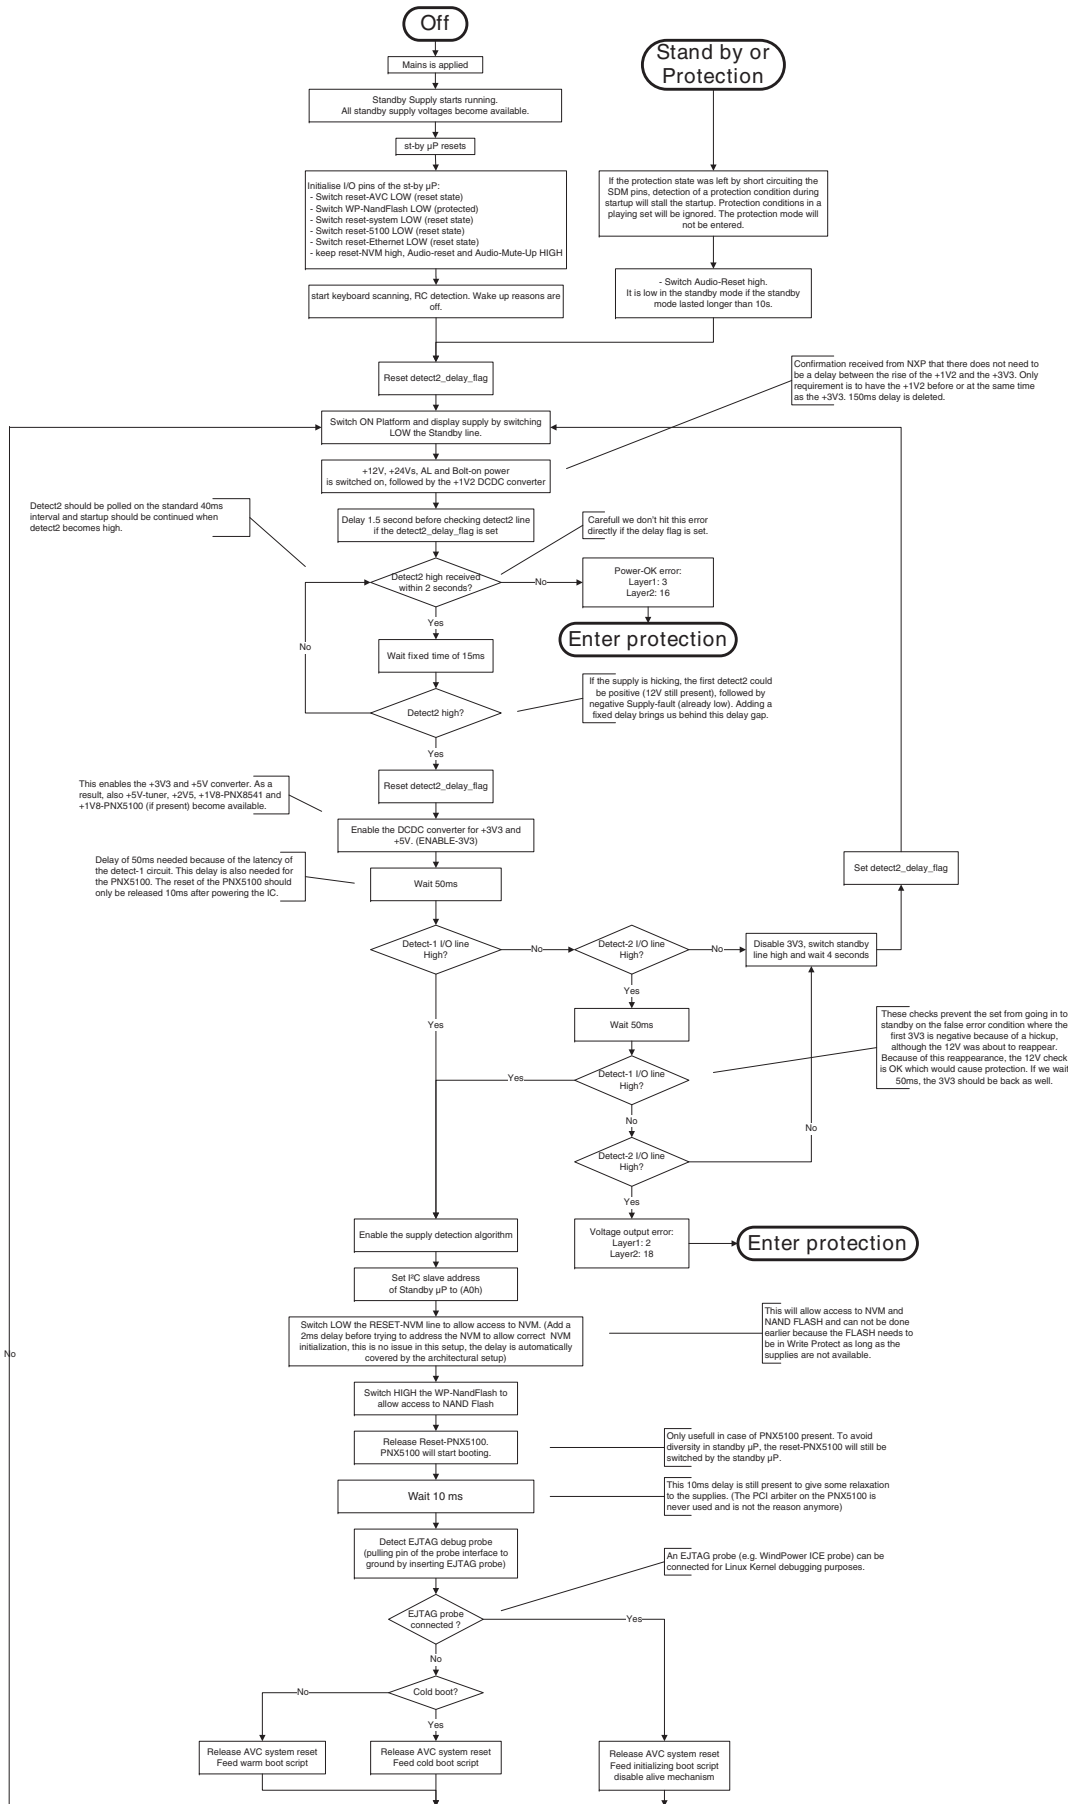 Off
Mains is applied
Stand by or
Protection
Standby Supply starts running.
All standby supply voltages become available.
st-by µP resets
Initialise I/O pins of the st-by µP:
- Switch reset-AVC LOW (reset state)
- Switch WP-NandFlash LOW (protected)
- Switch reset-system LOW (reset state)
- Switch reset-5100 LOW (reset state)
- Switch reset-Ethernet LOW (reset state)
- keep reset-NVM high, Audio-reset and Audio-Mute-Up HIGH
If the protection state was left by short circuiting the
SDM pins, detection of a protection condition during
startup will stall the startup. Protection conditions in a
playing set will be ignored. The protection mode will
not be entered.
start keyboard scanning, RC detection. Wake up reasons are
off.
- Switch Audio-Reset high.
It is low in the standby mode if the standby
mode lasted longer than 10s.
Reset detect2_delay_flag
Confirmation received from NXP that there does not need to
be a delay between the rise of the +1V2 and the +3V3. Only
requirement is to have the +1V2 before or at the same time
as the +3V3. 150ms delay is deleted.
Switch ON Platform and display supply by switching
LOW the Standby line.
+12V, +24Vs, AL and Bolt-on power
is switched on, followed by the +1V2 DCDC converter
Detect2 should be polled on the standard 40ms
interval and startup should be continued when
detect2 becomes high.
Delay 1.5 second before checking detect2 line
if the detect2_delay_flag is set
Carefull we don't hit this error
directly if the delay flag is set.
Detect2 high received
within 2 seconds?
No
Power-OK error:
Layer1: 3
Layer2: 16
Yes
Enter protection
No
Wait fixed time of 15ms
Detect2 high?
If the supply is hicking, the first detect2 could
be positive (12V still present), followed by
negative Supply-fault (already low). Adding a
fixed delay brings us behind this delay gap.
Yes
Reset detect2_delay_flag
This enables the +3V3 and +5V converter. As a
result, also +5V-tuner, +2V5, +1V8-PNX8541 and
+1V8-PNX5100 (if present) become available.
Enable the DCDC converter for +3V3 and
+5V. (ENABLE-3V3)
Delay of 50ms needed because of the latency of
the detect-1 circuit. This delay is also needed for
the PNX5100. The reset of the PNX5100 should
only be released 10ms after powering the IC.
Wait 50ms
Set detect2_delay_flag
Detect-1 I/O line
High?
No
Detect-2 I/O line
High?
No
Disable 3V3, switch standby
line high and wait 4 seconds
Yes
Yes
Wait 50ms
These checks prevent the set from going in to
standby on the false error condition where the
first 3V3 is negative because of a hickup,
although the 12V was about to reappear.
Because of this reappearance, the 12V check
is OK which would cause protection. If we wait
50ms, the 3V3 should be back as well.
Yes
Detect-1 I/O line
High?
No
No
Detect-2 I/O line
High?
Yes
Enable the supply detection algorithm
Voltage output error:
Layer1: 2
Layer2: 18
Enter protection
Set I²C slave address
of Standby µP to (A0h)
Switch LOW the RESET-NVM line to allow access to NVM. (Add a
2ms delay before trying to address the NVM to allow correct NVM
initialization, this is no issue in this setup, the delay is automatically
covered by the architectural setup)
This will allow access to NVM and
NAND FLASH and can not be done
earlier because the FLASH needs to
be in Write Protect as long as the
supplies are not available.
No
Switch HIGH the WP-NandFlash to
allow access to NAND Flash
Release Reset-PNX5100.
PNX5100 will start booting.
Only usefull in case of PNX5100 present. To avoid
diversity in standby µP, the reset-PNX5100 will still be
switched by the standby µP.
Wait 10 ms
This 10ms delay is still present to give some relaxation
to the supplies. (The PCI arbiter on the PNX5100 is
never used and is not the reason anymore)
Detect EJTAG debug probe
(pulling pin of the probe interface to
ground by inserting EJTAG probe)
An EJTAG probe (e.g. WindPower ICE probe) can be
connected for Linux Kernel debugging purposes.
EJTAG probe
connected ?
Yes
No
No
Cold boot?
Yes
Release AVC system reset
Feed warm boot script
Release AVC system reset
Feed cold boot script
Release AVC system reset
Feed initializing boot script
disable alive mechanism